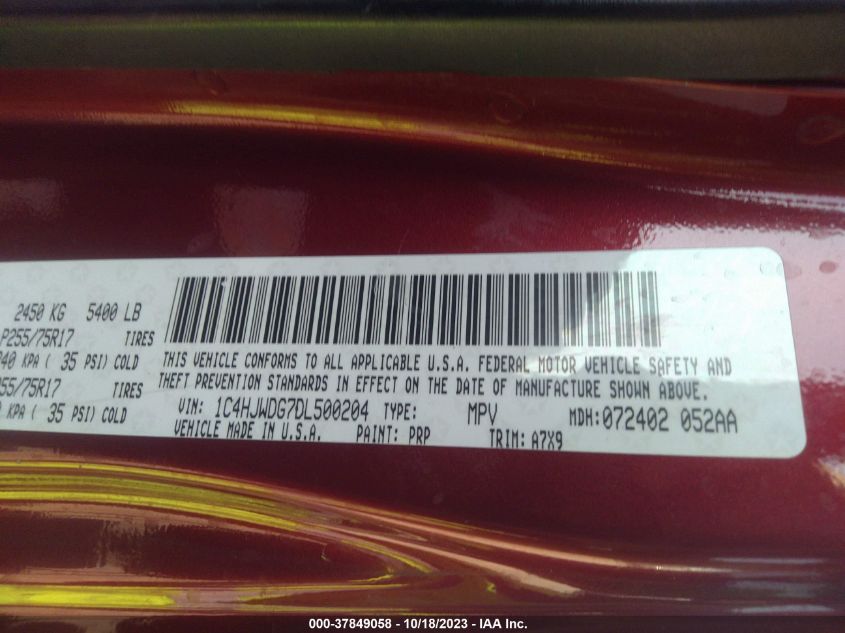 2450 KG 5400 LB
P255/75R17 TIRES
240 KPA ( 35 PSI) COLD
255/75R17 TIRES
KPA ( 35 PSI) COLD
THIS VEHICLE CONFORMS TO ALL APPLICABLE U.S.A. FEDERAL MOTOR VEHICLE SAFETY AND
THEFT PREVENTION STANDARDS IN EFFECT ON THE DATE OF MANUFACTURE SHOWN ABOVE.
VIN: 1C4HJWDG7DL500204 TYPE: MPV MDH:072402 052AA
VEHICLE MADE IN U.S.A. PAINT: PRP TRIM: A7X9
000-37849058 - 10/18/2023 - IAA Inc.